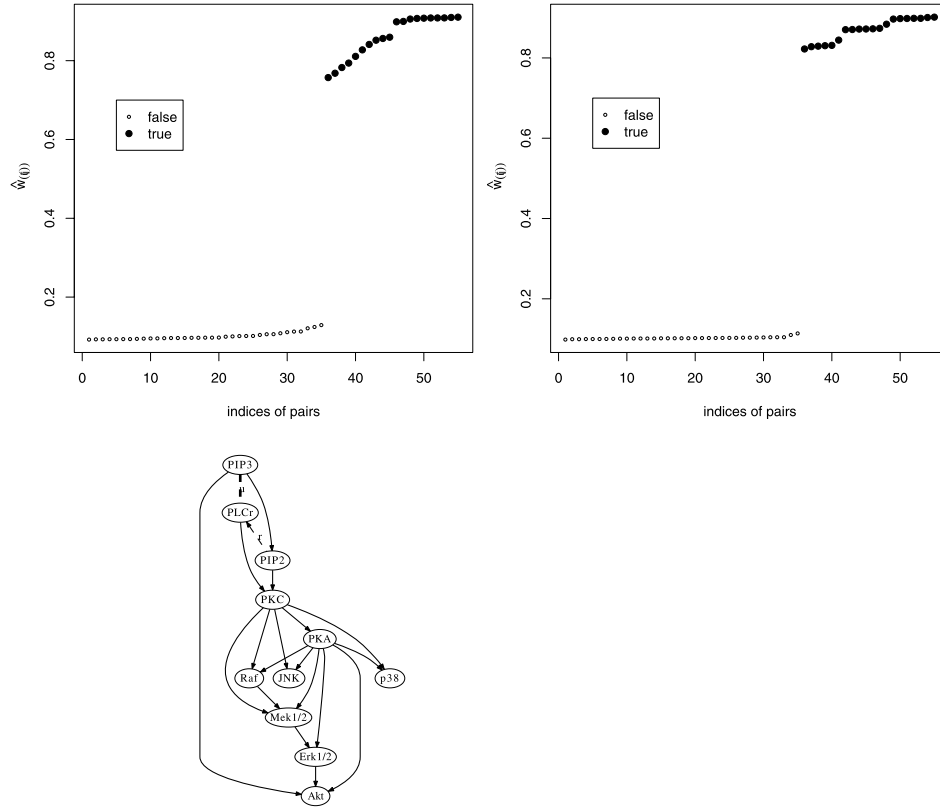 0.8
0.6
0.4
0.2
false
true
0 10 20 30 40 50
indices of pairs
0.8
0.6
0.4
0.2
false
true
0 10 20 30 40 50
indices of pairs
PIP3
u
PLCr
r
PIP2
PKC
PKA
Raf JNK p38
Mek1/2
Erk1/2
Akt